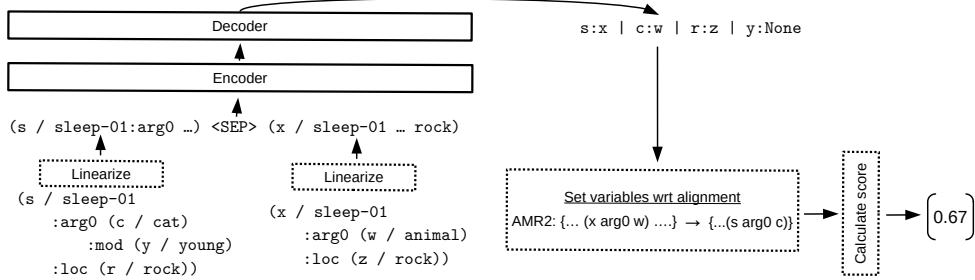 Decoder
Encoder
(s / sleep-01:arg0 …) <SEP> (x / sleep-01 … rock)
Linearize
(s / sleep-01
:arg0 (c / cat)
:mod (y / young)
:loc (r / rock))
Linearize
(x / sleep-01
:arg0 (w / animal)
:loc (z / rock))
s:x | c:w | r:z | y:None
Set variables wrt alignment
AMR2: {… (x arg0 w) ….} → {...(s arg0 c)}
Calculate score
0.67